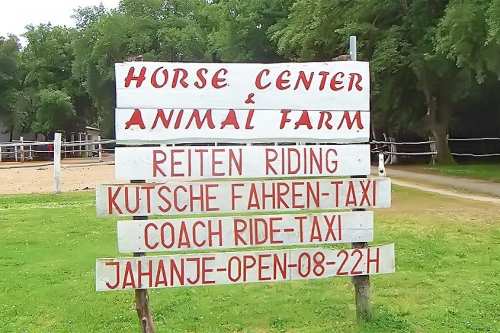 HORSE CENTER
&
ANIMAL FARM
REITEN RIDING
KUTSCHE FAHREN-TAXI
COACH RIDE-TAXI
JAHANJE-OPEN-08-22H